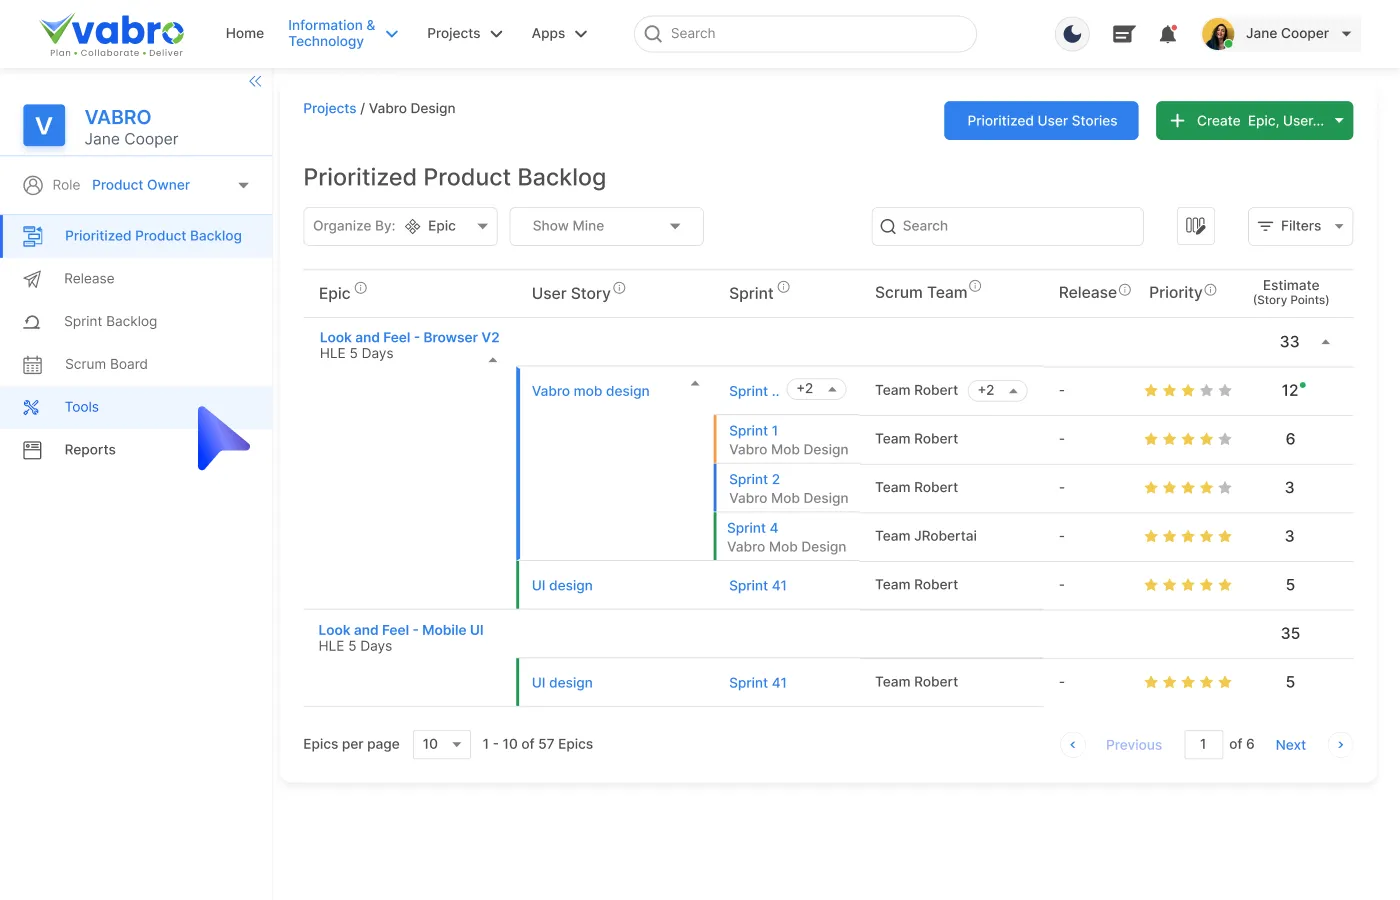 vabro
Plan • Collaborate • Deliver
Home
Information &
Technology
Projects
Apps
Search
Jane Cooper
V
VABRO
Jane Cooper
Role Product Owner
Prioritized Product Backlog
Release
Sprint Backlog
Scrum Board
Tools
Reports
Projects / Vabro Design
Prioritized User Stories
+ Create Epic, User...
Prioritized Product Backlog
Organize By: Epic
Show Mine
Search
Filters
Epic User Story Sprint Scrum Team Release Priority Estimate
(Story Points)
Look and Feel - Browser V2 33
HLE 5 Days
Vabro mob design Sprint .. +2 Team Robert +2 - 12
Sprint 1
Vabro Mob Design Team Robert - 6
Sprint 2
Vabro Mob Design Team Robert - 3
Sprint 4
Vabro Mob Design Team JRobertai - 3
UI design Sprint 41 Team Robert - 5
Look and Feel - Mobile UI 35
HLE 5 Days
UI design Sprint 41 Team Robert - 5
Epics per page 10 1 - 10 of 57 Epics
Previous 1 of 6 Next